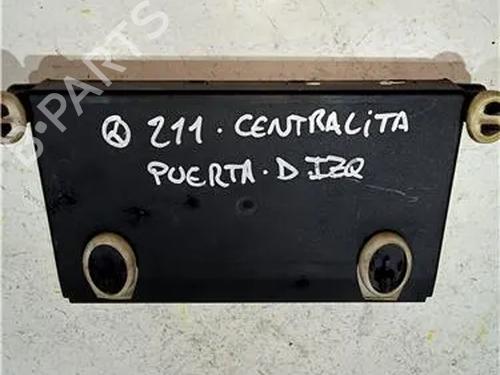 B-PARTS
211. CENTRALITA
PUERTA. D IZQ